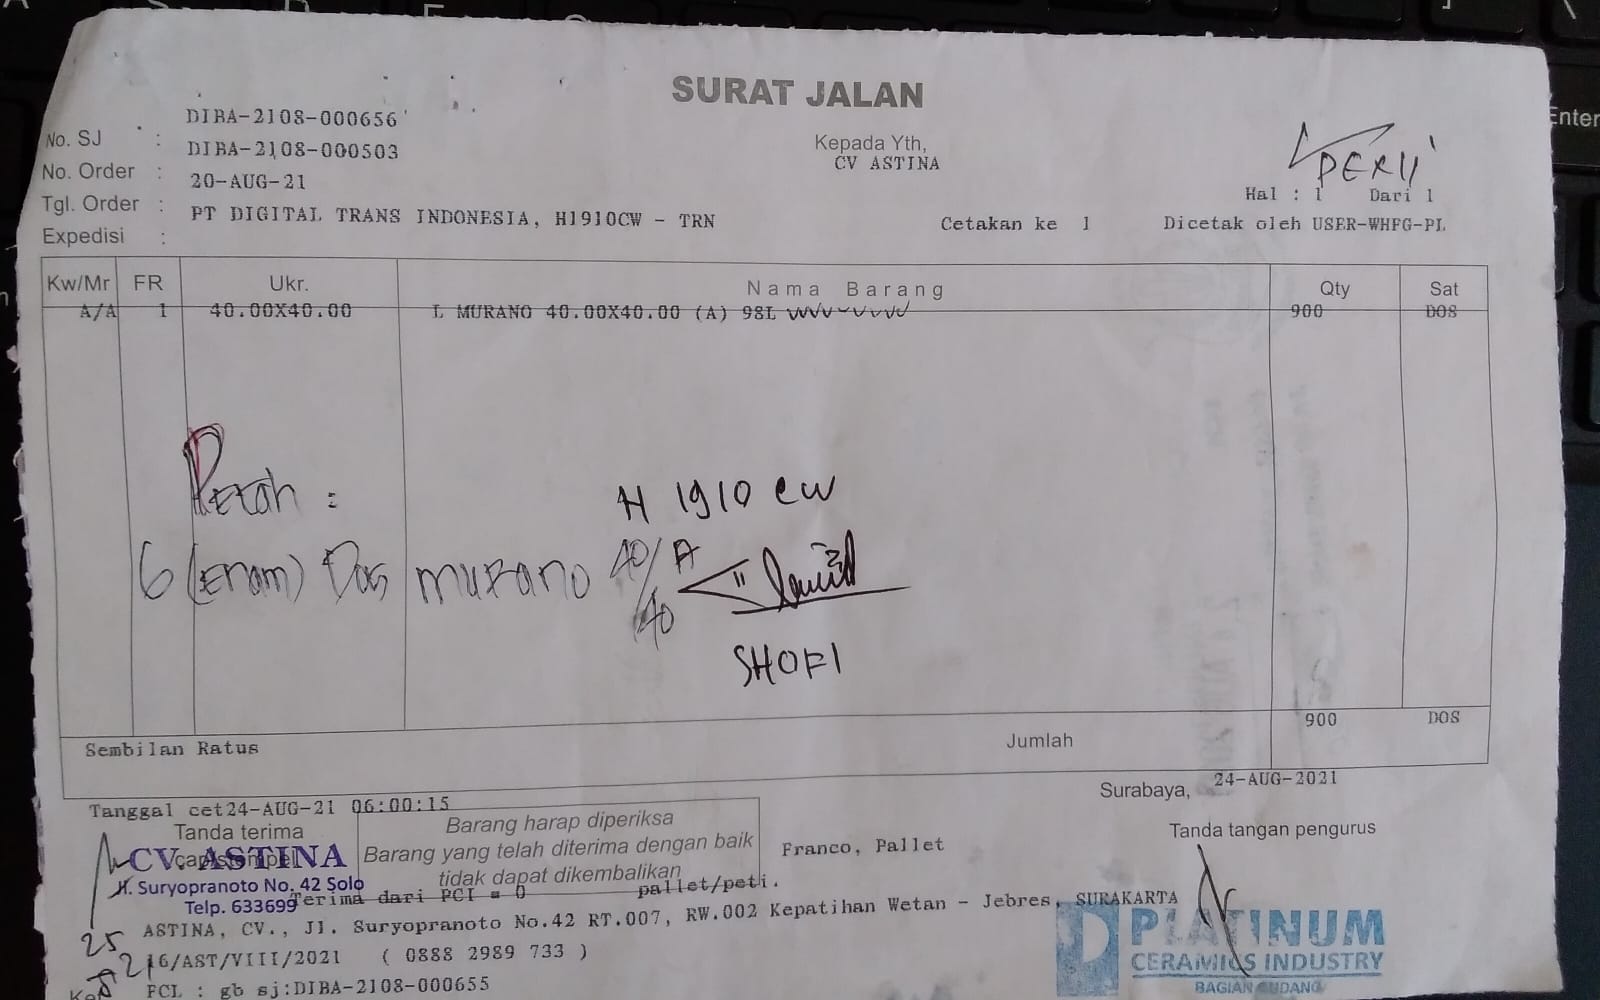 SURAT JALAN
No. SJ : DIBA-2108-000656
No. Order : DIBA-2108-000503
Tgl. Order : 20-AUG-21
Expedisi : PT DIGITAL TRANS INDONESIA, H1910CW - TRN
Kepada Yth,
CV ASTINA
Hal : 1 Dari 1
Cetakan ke 1 Dicetak oleh USER-WHFG-PL
Kw/Mr FR Ukr. Nama Barang Qty Sat
A/A 1 40.00X40.00 L MURANO 40.00X40.00 (A) 98L 900 DOS
H 1910 CW
Pecah :
6 (Enam) Dos murano 40/40 A
SHOFI
Sembilan Ratus Jumlah 900 DOS
Surabaya, 24-AUG-2021
Tanggal cet24-AUG-21 06:00:15
Tanda terima
Barang harap diperiksa
Barang yang telah diterima dengan baik
tidak dapat dikembalikan
Franco, Pallet
Tanda tangan pengurus
CV. ASTINA
Jl. Suryopranoto No. 42 Solo
Telp. 633699
Terima dari PCI = 0 pallet/peti.
ASTINA, CV., Jl. Suryopranoto No.42 RT.007, RW.002 Kepatihan Wetan - Jebres, SURAKARTA
216/AST/VIII/2021 ( 0888 2989 733 )
PLATINUM
CERAMICS INDUSTRY
BAGIAN GUDANG
25
FCL : gb sj:DIBA-2108-000655
Enter